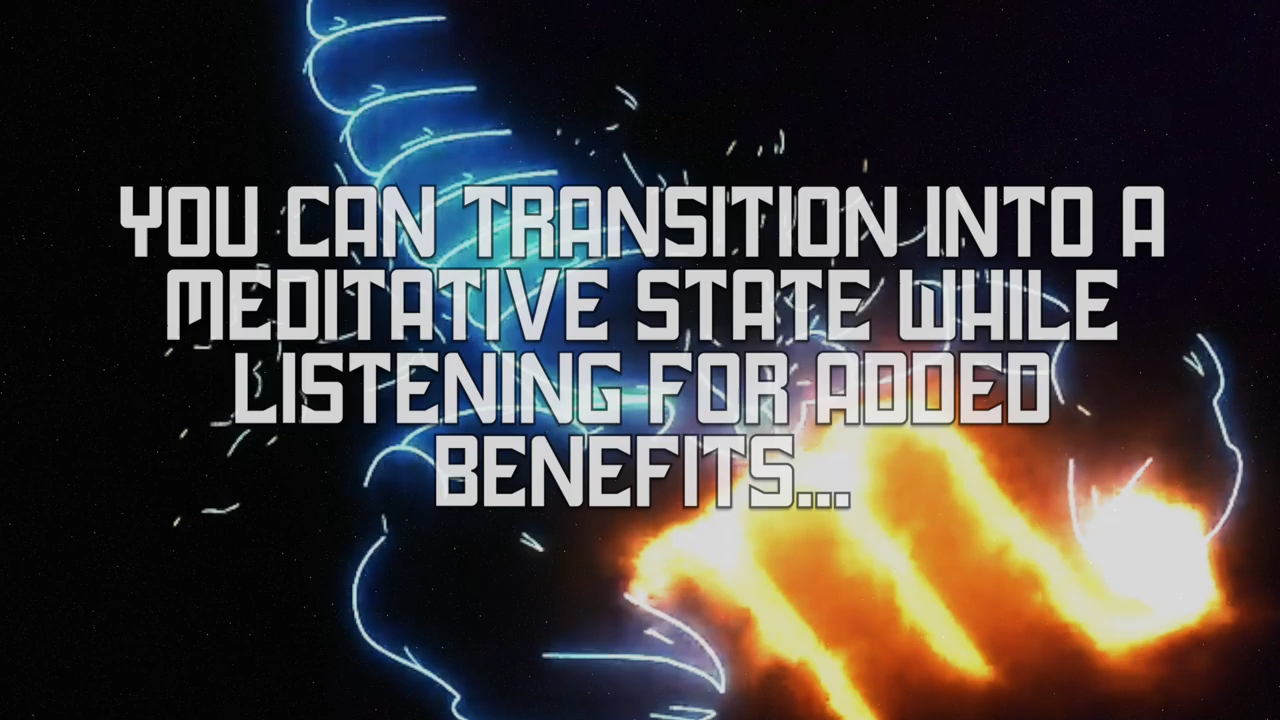 YOU CAN TRANSITION INTO A
MEDITATIVE STATE WHILE
LISTENING FOR ADDED
BENEFITS...